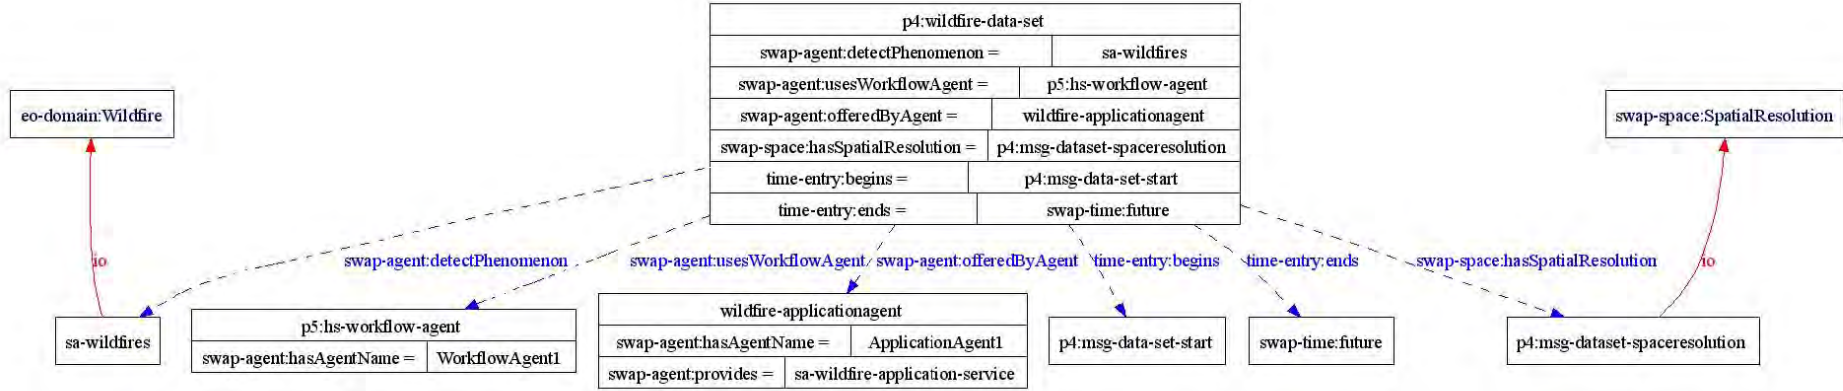 p4:wildfire-data-set
swap-agent:detectPhenomenon = sa-wildfires
swap-agent:usesWorkflowAgent = p5:hs-workflow-agent
swap-agent:offeredByAgent = wildfire-applicationagent
swap-space:hasSpatialResolution = p4:msg-dataset-spaceresolution
time-entry:begins = p4:msg-data-set-start
time-entry:ends = swap-time:future
eo-domain:Wildfire
swap-space:SpatialResolution
io
swap-agent:detectPhenomenon
swap-agent:usesWorkflowAgent
swap-agent:offeredByAgent
time-entry:begins
time-entry:ends
swap-space:hasSpatialResolution
io
sa-wildfires
p5:hs-workflow-agent
swap-agent:hasAgentName = WorkflowAgent1
wildfire-applicationagent
swap-agent:hasAgentName = ApplicationAgent1
swap-agent:provides = sa-wildfire-application-service
p4:msg-data-set-start
swap-time:future
p4:msg-dataset-spaceresolution